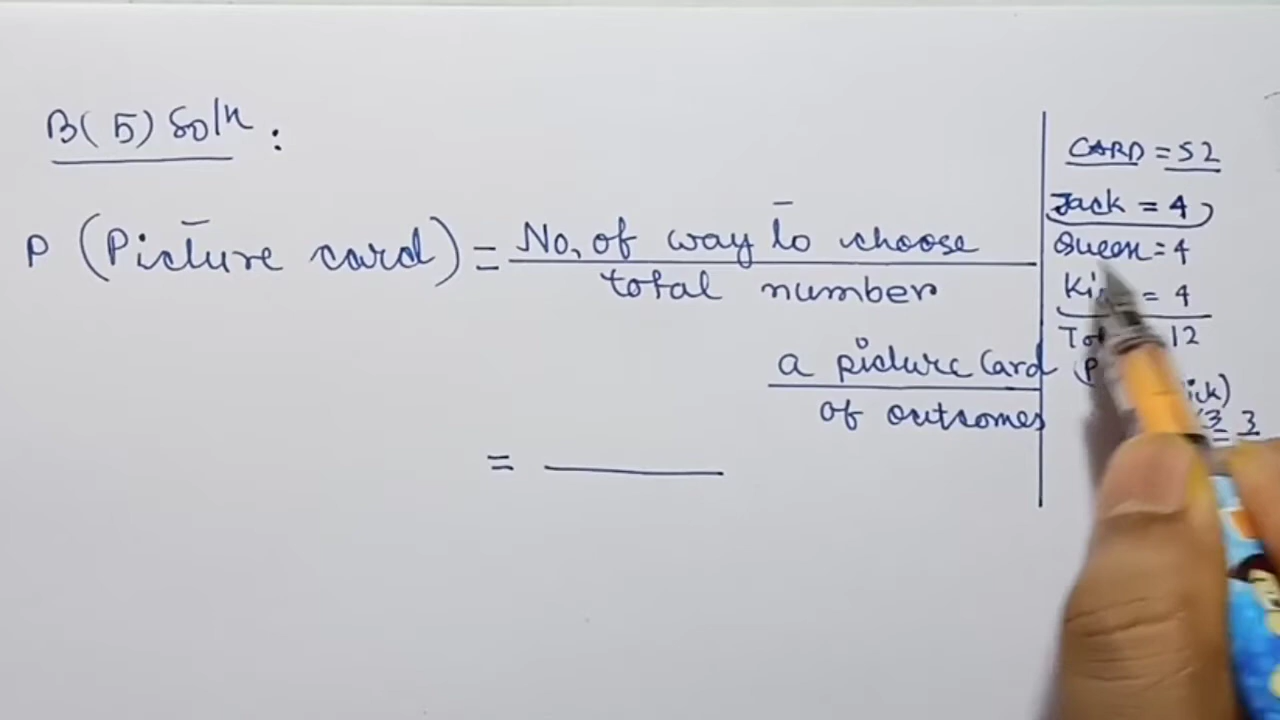 B(5) Soln :
P (Picture card) = No. of way to choose
total number
a picture Card
of outsomes
=
CARD = 52
Jack = 4
Queen = 4
= 4
12
3